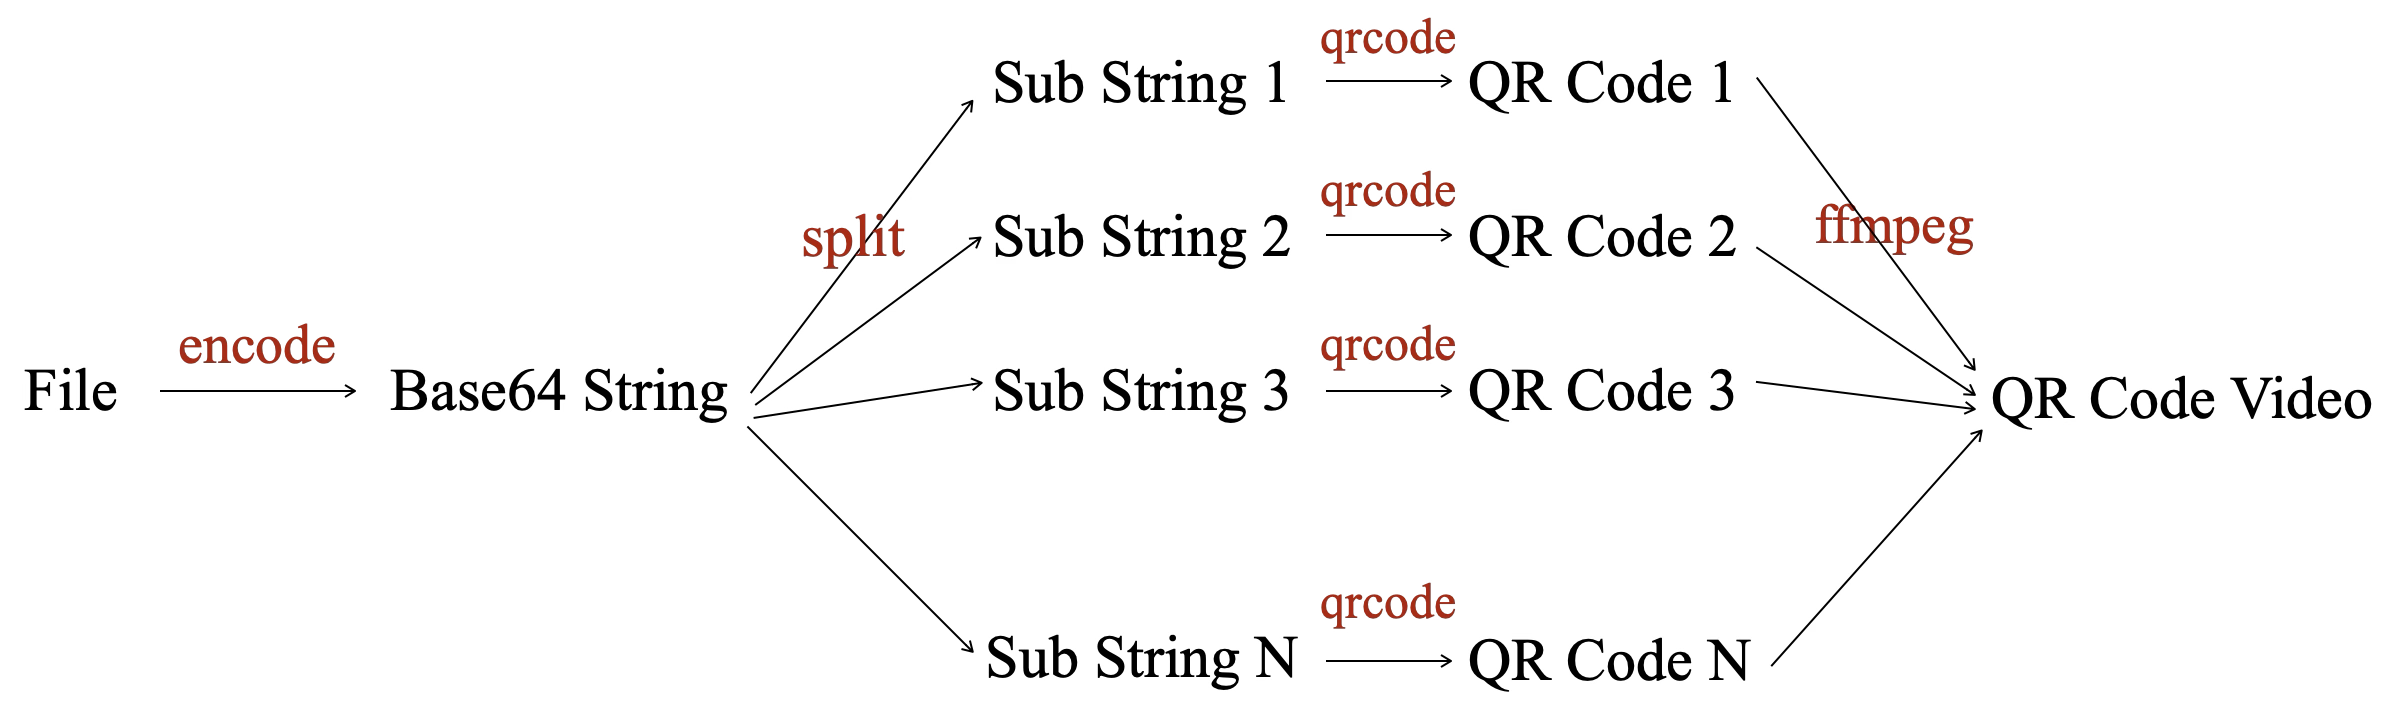 qrcode
Sub String 1
QR Code 1
qrcode
split
Sub String 2
QR Code 2
ffmpeg
encode
qrcode
File
Base64 String
Sub String 3
QR Code 3
QR Code Video
qrcode
Sub String N
QR Code N